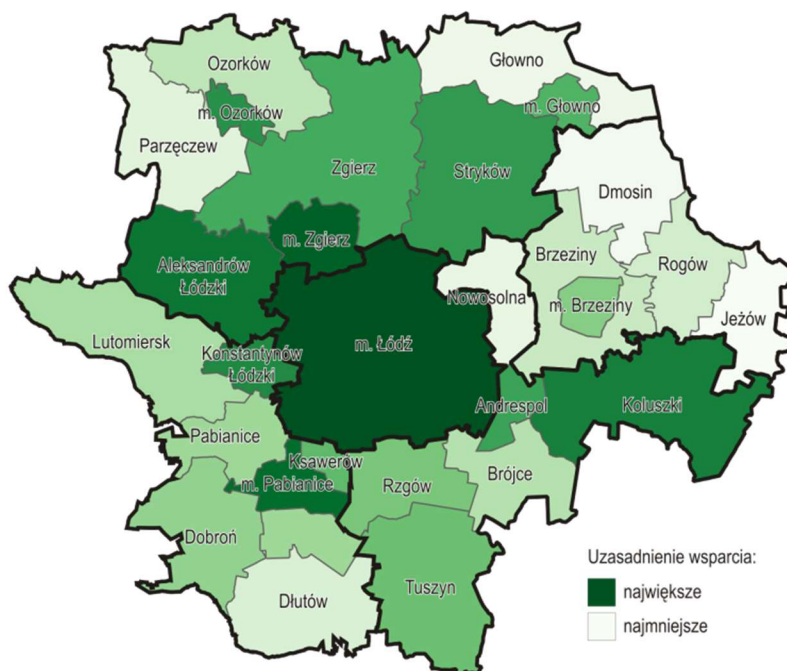 Głowno
Ozorków
m. Głowno
m. Ozorków
Parzęczew
Zgierz
Stryków
Dmosin
m. Zgierz
Brzeziny
Rogów
Aleksandrów
Łódzki
Nowosolna
m. Brzeziny
Jeżów
Lutomiersk
m. Łódź
Konstantynów
Łódzki
Andrespol
Koluszki
Pabianice
Ksawerów
m. Pabianice
Rzgów
Brójce
Dobroń
Tuszyn
Dłutów
Uzasadnienie wsparcia:
największe
najmniejsze